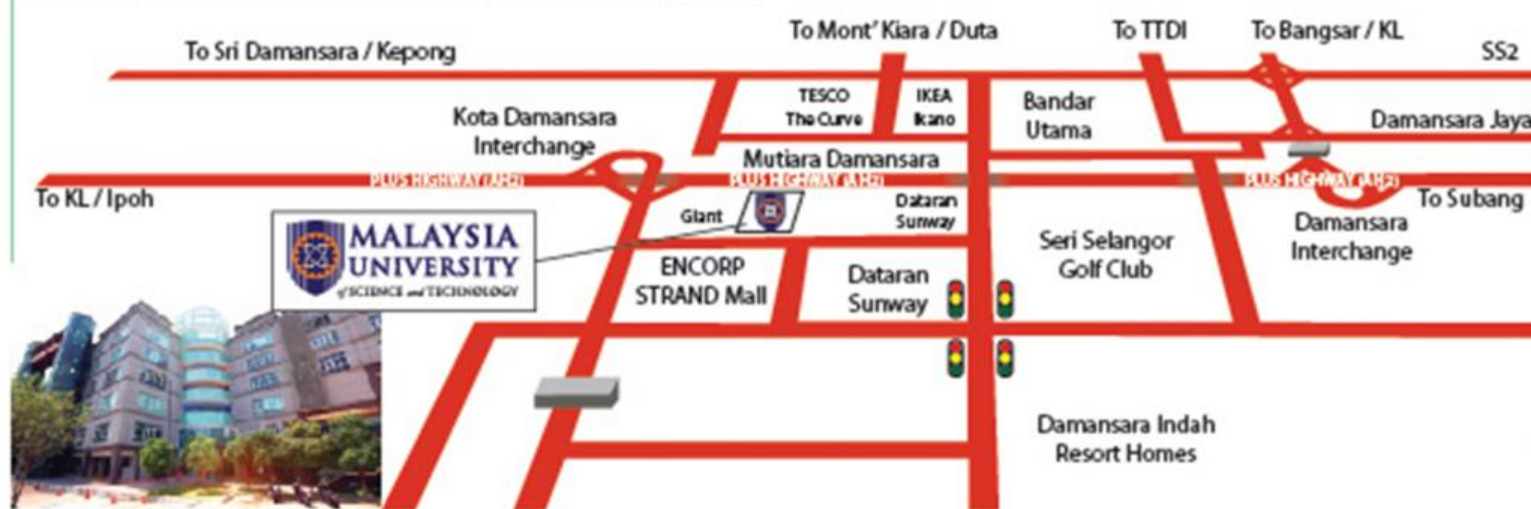 To Mont' Kiara / Duta
To TTDI
To Bangsar / KL
To Sri Damansara / Kepong
SS2
TESCO
The Curve
IKEA
Ikano
Bandar
Utama
Kota Damansara
Interchange
Damansara Jaya
Mutiara Damansara
PLUS HIGHWAY (AH2)
PLUS HIGHWAY (AH2)
PLUS HIGHWAY (AH2)
To KL / Ipoh
To Subang
Giant
Dataran
Sunway
Damansara
Interchange
MALAYSIA
UNIVERSITY
of SCIENCE and TECHNOLOGY
Seri Selangor
Golf Club
ENCORP
STRAND Mall
Dataran
Sunway
Damansara Indah
Resort Homes